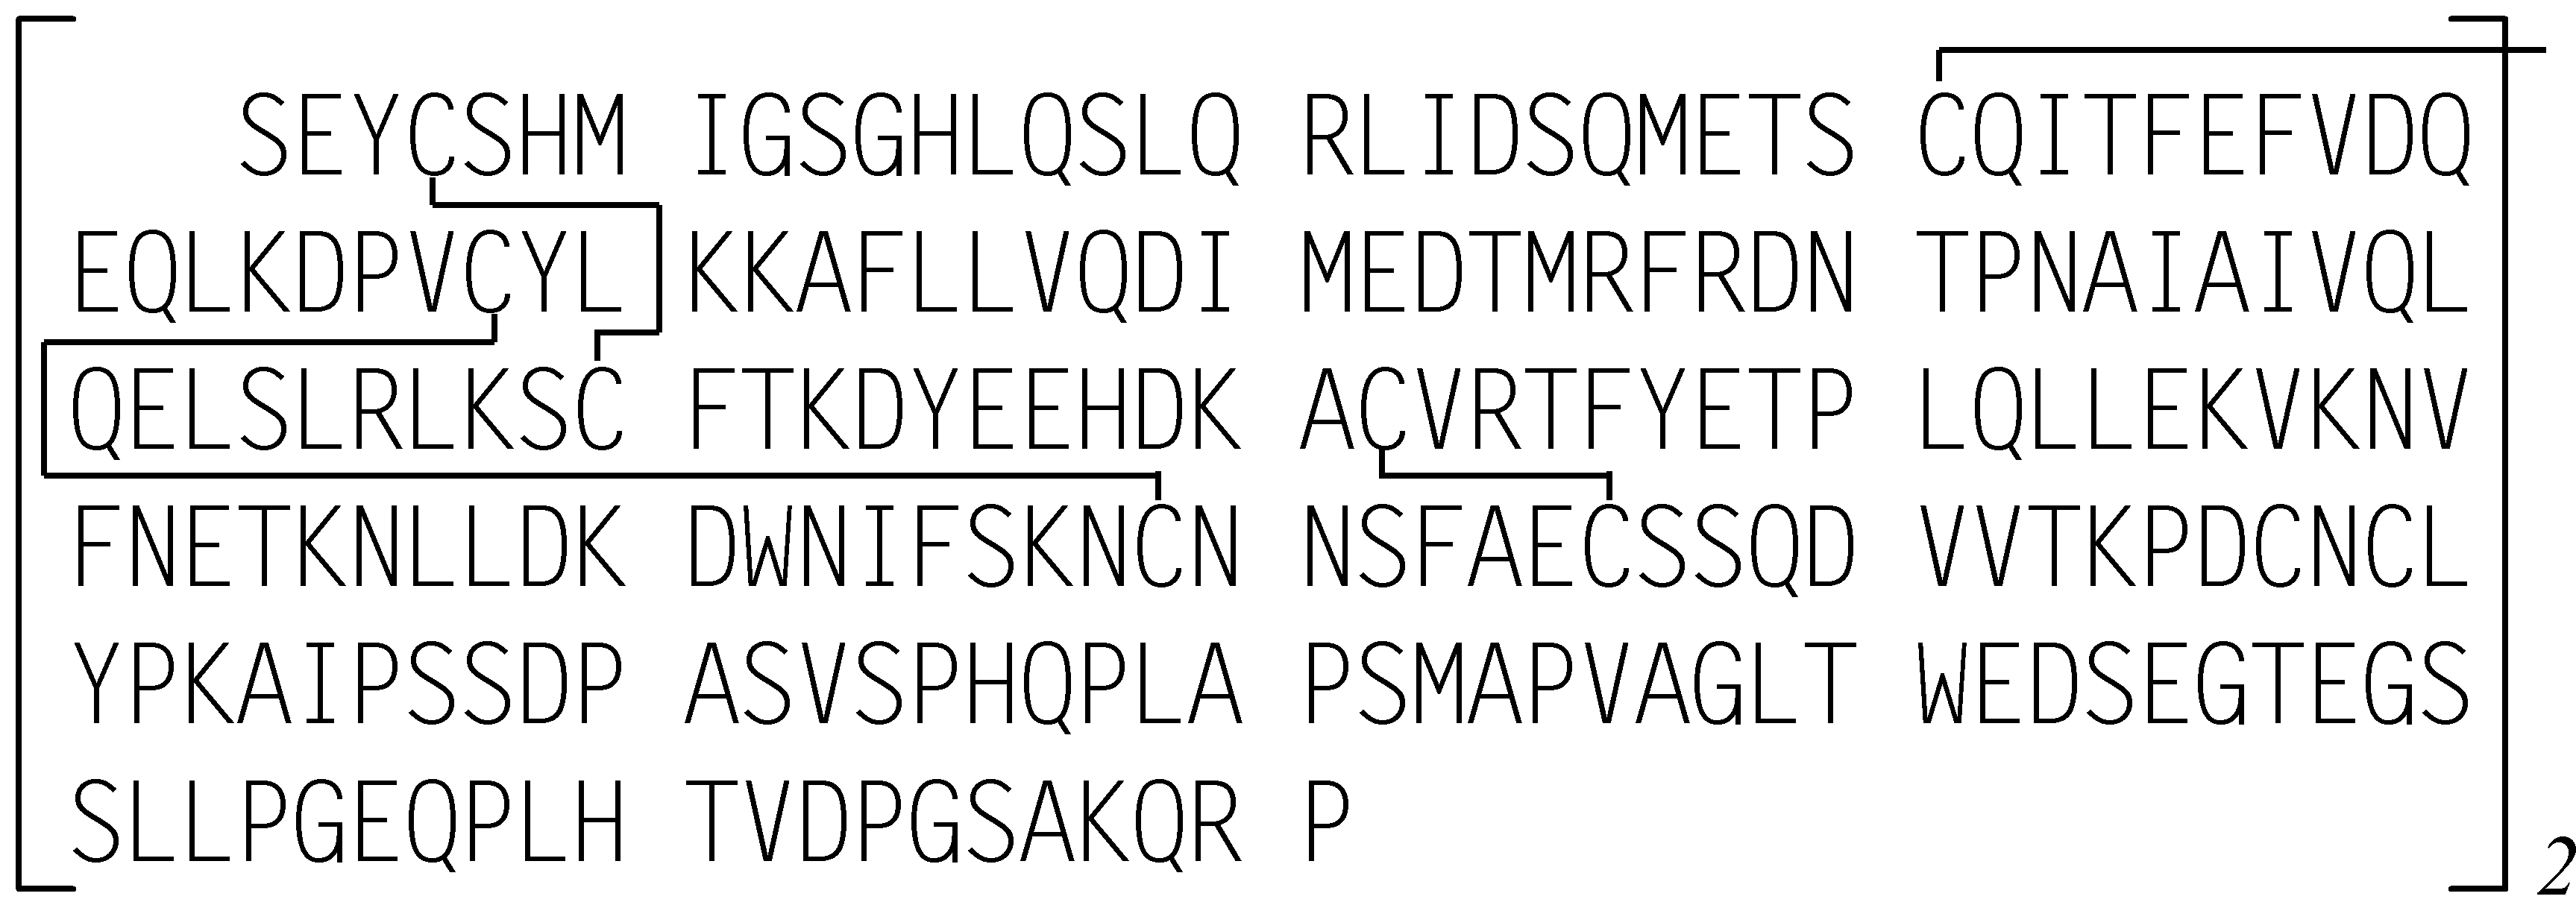 SEYCSHM IGSGHLQSLQ RLIDSQMETS CQITFEFVDQ
EQLKDPVCYL KKAFLLVQDI MEDTMRFRDN TPNAIAIVQL
QELSLRLKSC FTKDYEEHDK ACVRTFYETP LQLLEKVKNV
FNETKNLLDK DWNIFSKNCN NSFAECSSQD VVTKPDCNCL
YPKAIPSSDP ASVSPHQPLA PSMAPVAGLT WEDSEGTEGS
SLLPGEQPLH TVDPGSAKQR P
2